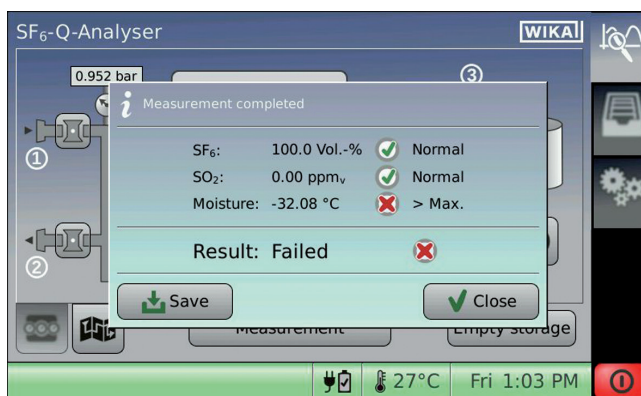 SF₆-Q-Analyser
WIKA
0.952 bar
③
i Measurement completed
①
SF₆: 100.0 Vol.-% Normal
SO₂: 0.00 ppmᵥ Normal
Moisture: -32.08 °C > Max.
Result: Failed
②
Save
Close
Measurement
Empty storage
27°C
Fri 1:03 PM